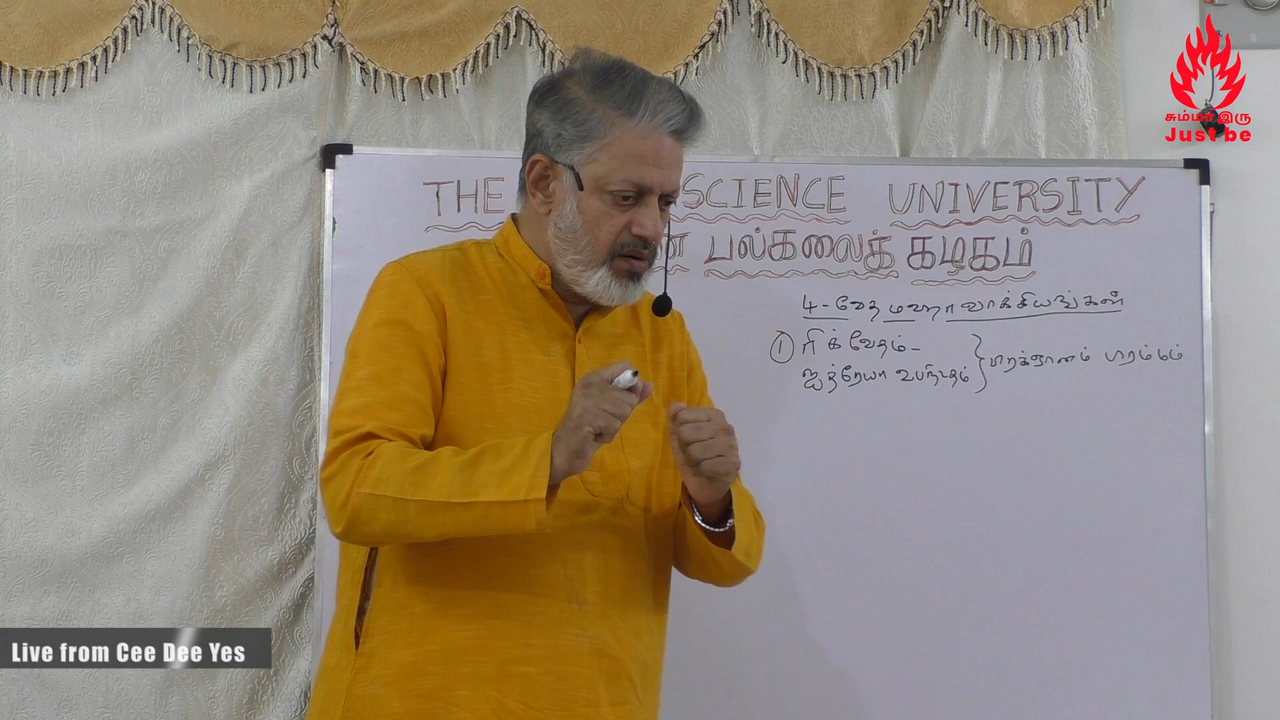 சும்மா இரு
Just be
THE SCIENCE UNIVERSITY
ன பல்கலைக் கழகம்
4-வேத மஹா வாக்கியங்கள்
① ரிக் வேதம்-
ஐத்ரேயா உபநிடதம் } பிரக்ஞானம் பிரம்மம்
Live from Cee Dee Yes